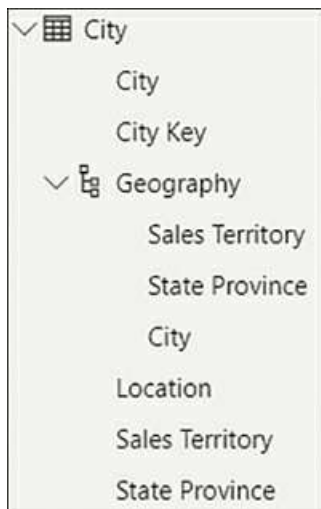 City
City
City Key
Geography
Sales Territory
State Province
City
Location
Sales Territory
State Province